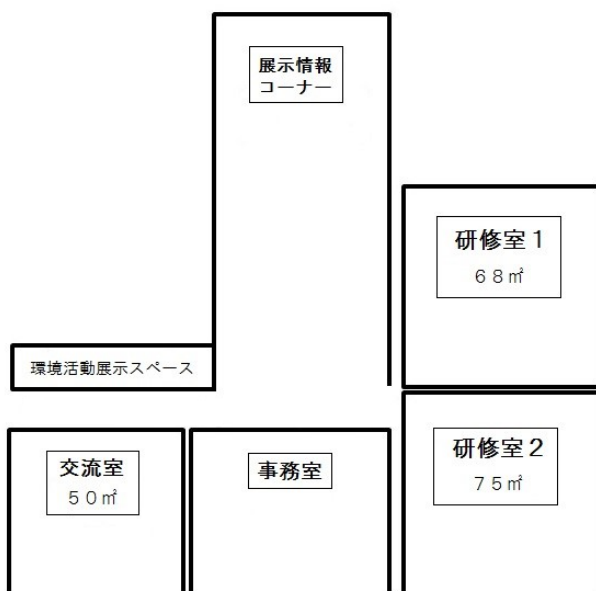 展示情報
コーナー
研修室１
６８㎡
環境活動展示スペース
交流室
５０㎡
事務室
研修室２
７５㎡